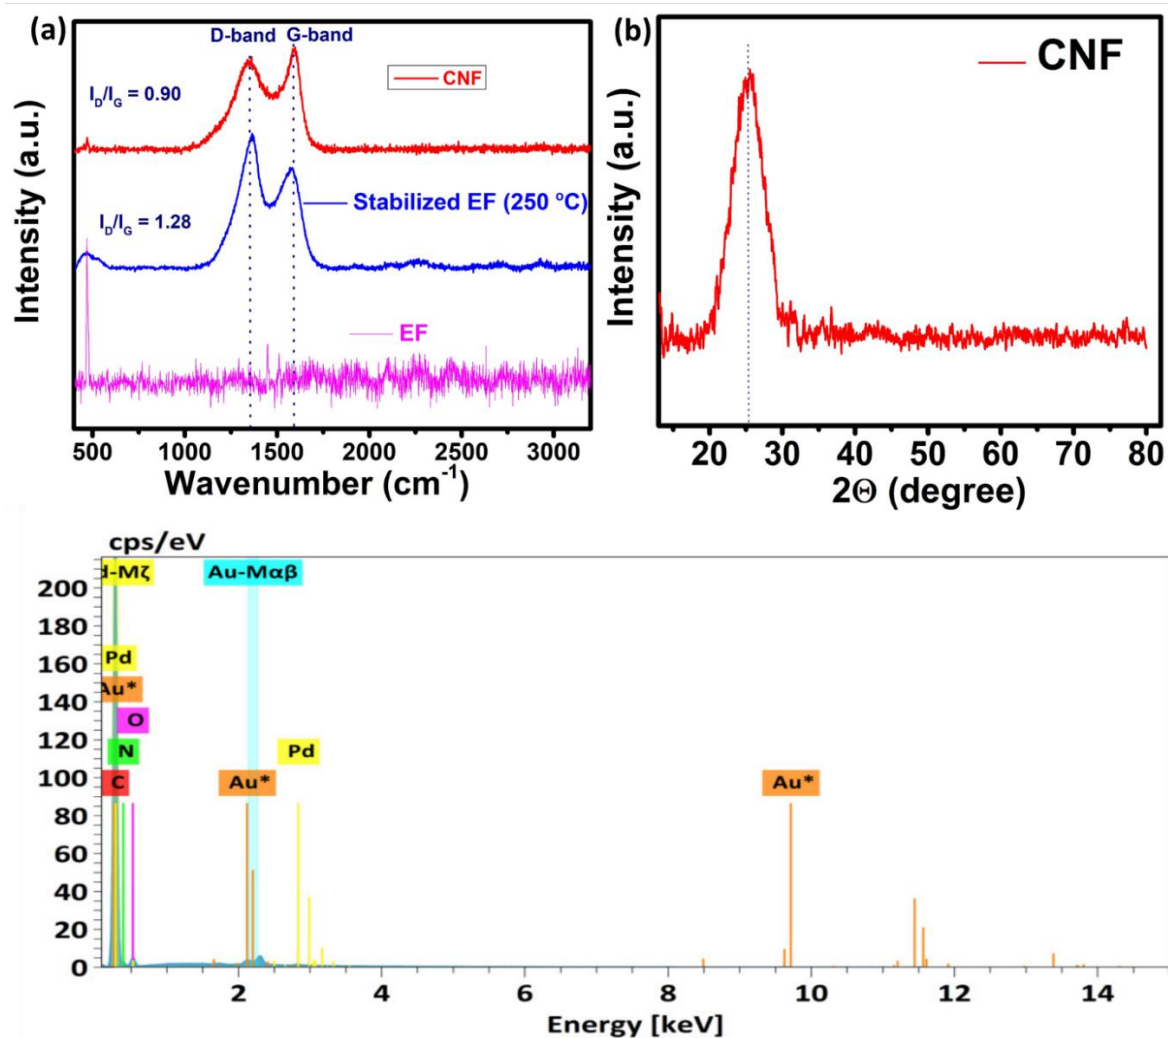 (a)
D-band G-band
CNF
I_D/I_G = 0.90
Stabilized EF (250 °C)
I_D/I_G = 1.28
EF
Intensity (a.u.)
500 1000 1500 2000 2500 3000
Wavenumber (cm⁻¹)
(b)
CNF
Intensity (a.u.)
20 30 40 50 60 70 80
2Θ (degree)
cps/eV
d-Mζ Au-Mαβ
200
180
160
140
120
100
80
60
40
20
0
Pd
Au*
O
N
C
Au*
Pd
Au*
2 4 6 8 10 12 14
Energy [keV]